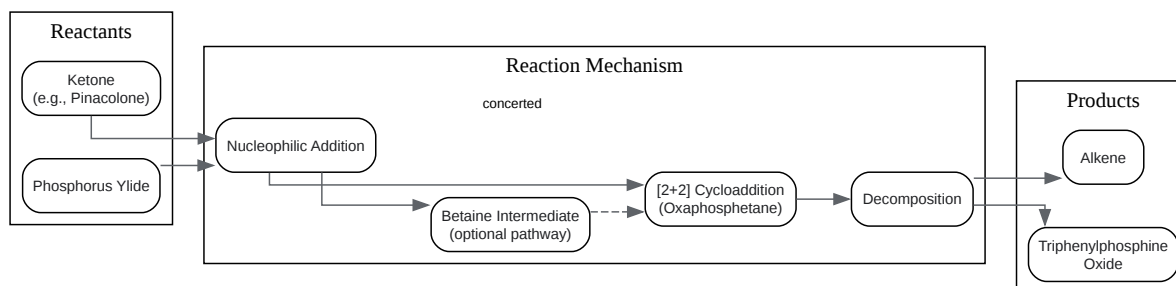 Reactants
Ketone
(e.g., Pinacolone)
Phosphorus Ylide
Reaction Mechanism
concerted
Nucleophilic Addition
Betaine Intermediate
(optional pathway)
[2+2] Cycloaddition
(Oxaphosphetane)
Decomposition
Products
Alkene
Triphenylphosphine
Oxide